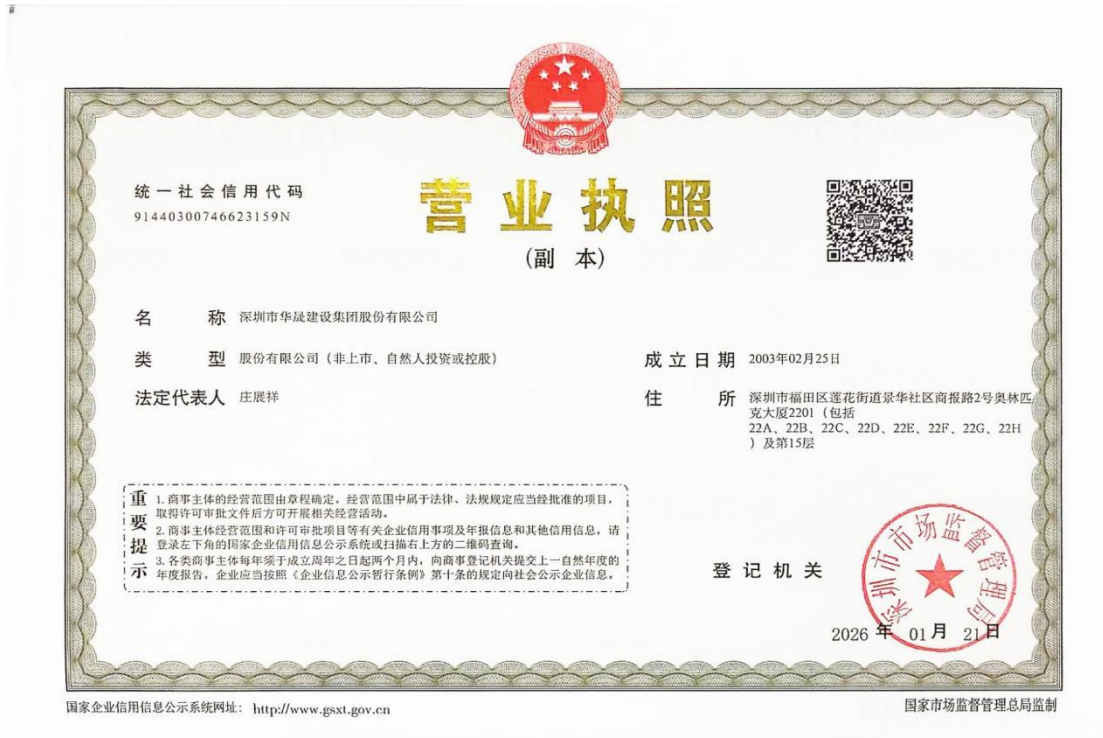 统一社会信用代码
91440300746623159N
营业执照
(副 本)
名 称 深圳市华晟建设集团股份有限公司
类 型 股份有限公司（非上市、自然人投资或控股）
成立日期 2003年02月25日
法定代表人 庄展祥
住 所 深圳市福田区莲花街道景华社区商报路2号奥林匹
克大厦2201（包括
22A、22B、22C、22D、22E、22F、22G、22H
）及第15层
重要提示
1. 商事主体的经营范围由章程确定。经营范围中属于法律、法规规定应当经批准的项目，
取得许可审批文件后方可开展相关经营活动。
2. 商事主体经营范围和许可审批项目等有关企业信用事项及年报信息和其他信用信息，请
登录左下角的国家企业信用信息公示系统或扫描右上方的二维码查询。
3. 各类商事主体每年须于成立周年之日起两个月内，向商事登记机关提交上一自然年度的
年度报告。企业应当按照《企业信息公示暂行条例》第十条的规定向社会公示企业信息。
登记机关
深圳市市场监督管理局
2026 年 01月 21日
国家企业信用信息公示系统网址： http://www.gsxt.gov.cn
国家市场监督管理总局监制